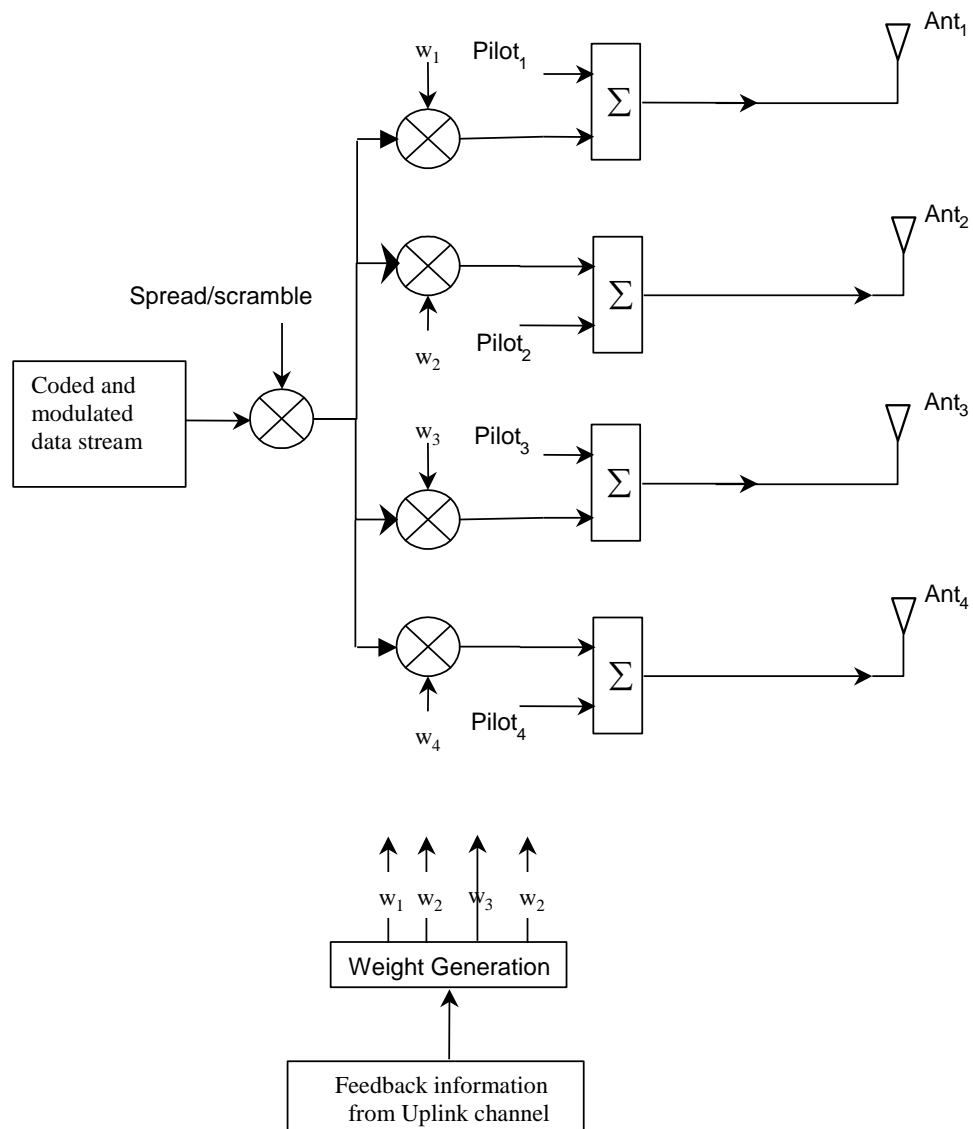 Ant1
w1
Pilot1
Σ
Ant2
Σ
Spread/scramble
Pilot2
w2
Coded and
modulated
data stream
Ant3
w3
Pilot3
Σ
Ant4
Σ
Pilot4
w4
w1 w2 w3 w2
Weight Generation
Feedback information
from Uplink channel